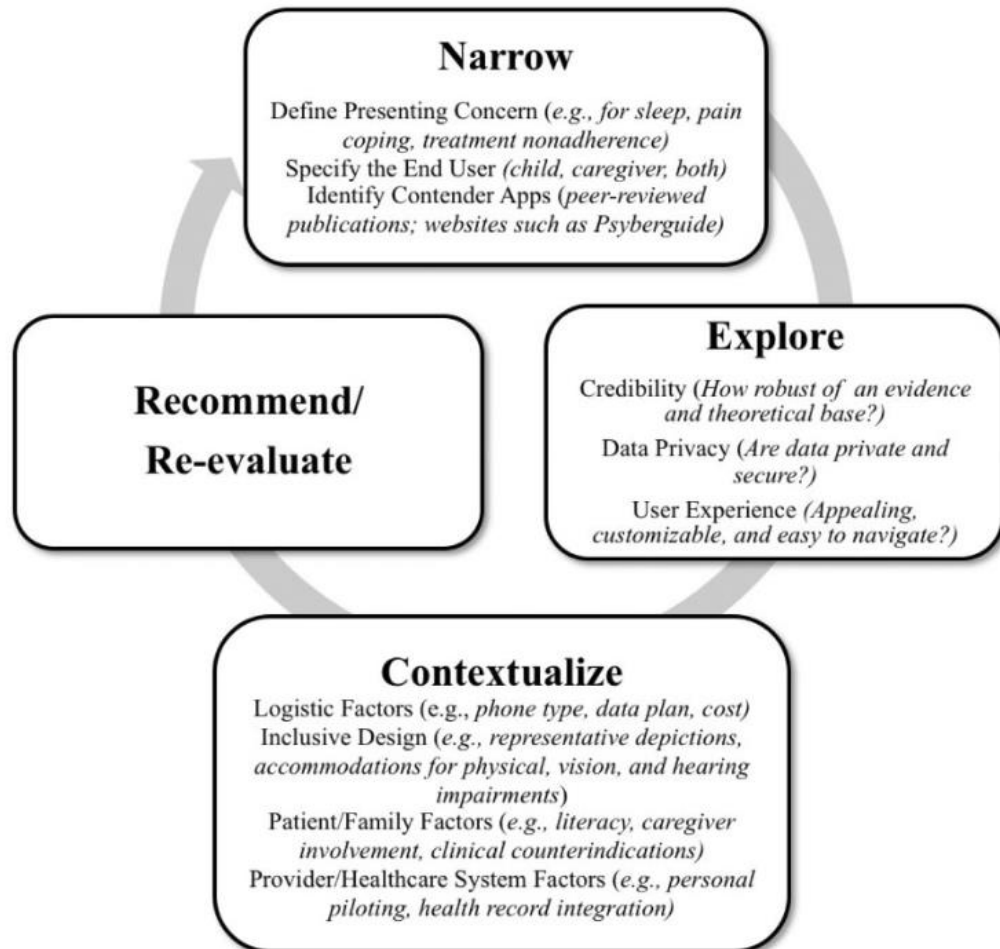 Narrow
Define Presenting Concern (e.g., for sleep, pain
coping, treatment nonadherence)
Specify the End User (child, caregiver, both)
Identify Contender Apps (peer-reviewed
publications; websites such as Psyberguide)
Explore
Credibility (How robust of an evidence
and theoretical base?)
Data Privacy (Are data private and
secure?)
User Experience (Appealing,
customizable, and easy to navigate?)
Contextualize
Logistic Factors (e.g., phone type, data plan, cost)
Inclusive Design (e.g., representative depictions,
accommodations for physical, vision, and hearing
impairments)
Patient/Family Factors (e.g., literacy, caregiver
involvement, clinical counterindications)
Provider/Healthcare System Factors (e.g., personal
piloting, health record integration)
Recommend/
Re-evaluate